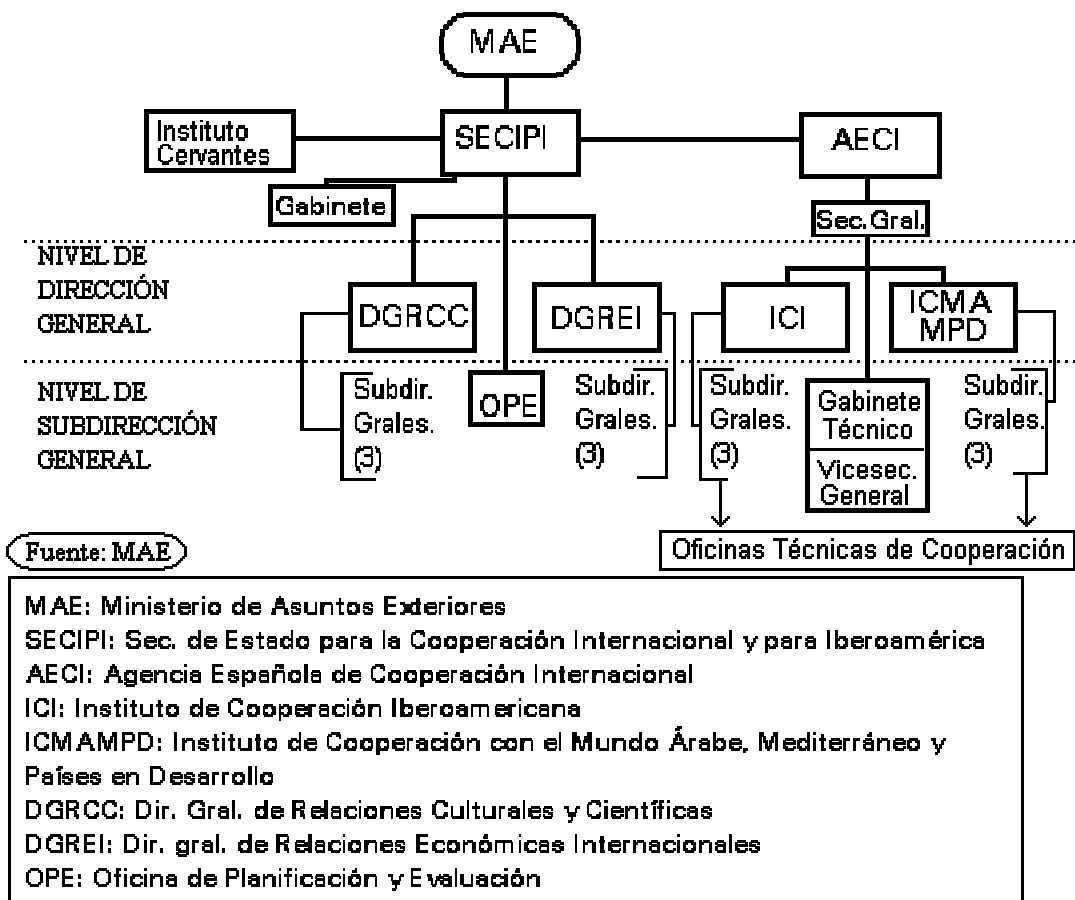 MAE
Instituto
Cervantes
SECIPI
AECI
Gabinete
Sec.Gral.
NIVEL DE
DIRECCIÓN
GENERAL
DGRCC
DGREI
ICI
ICMA
MPD
NIVEL DE
SUBDIRECCIÓN
GENERAL
Subdir.
Grales.
(3)
OPE
Subdir.
Grales.
(3)
Subdir.
Grales.
(3)
Gabinete
Técnico
Vicesec.
General
Subdir.
Grales.
(3)
Fuente: MAE
Oficinas Técnicas de Cooperación
MAE: Ministerio de Asuntos Exteriores
SECIPI: Sec. de Estado para la Cooperación Internacional y para Iberoamérica
AECI: Agencia Española de Cooperación Internacional
ICI: Instituto de Cooperación Iberoamericana
ICMAMPD: Instituto de Cooperación con el Mundo Árabe, Mediterráneo y
Países en Desarrollo
DGRCC: Dir. Gral. de Relaciones Culturales y Científicas
DGREI: Dir. gral. de Relaciones Económicas Internacionales
OPE: Oficina de Planificación y Evaluación